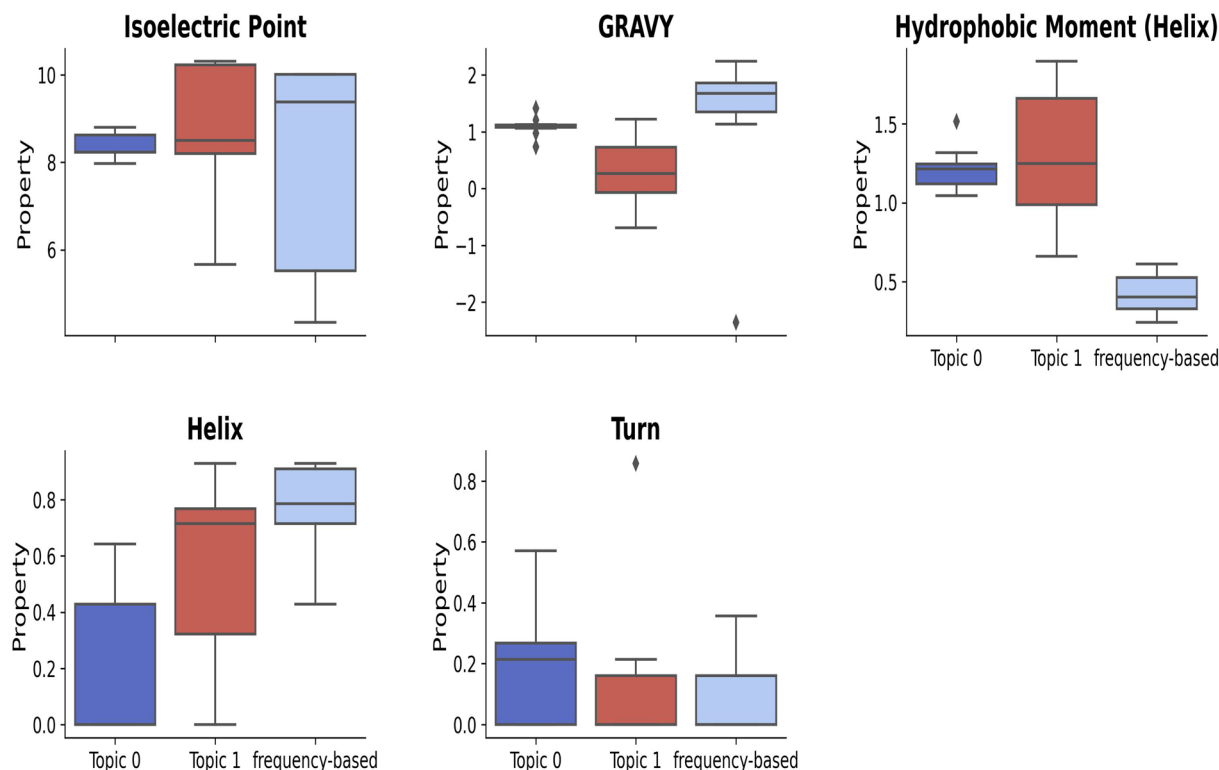 Isoelectric Point
Property
10
8
6
GRAVY
Property
2
1
0
−1
−2
Hydrophobic Moment (Helix)
Property
1.5
1.0
0.5
Topic 0 Topic 1 frequency-based
Helix
Property
0.8
0.6
0.4
0.2
0.0
Topic 0 Topic 1 frequency-based
Turn
Property
0.8
0.6
0.4
0.2
0.0
Topic 0 Topic 1 frequency-based